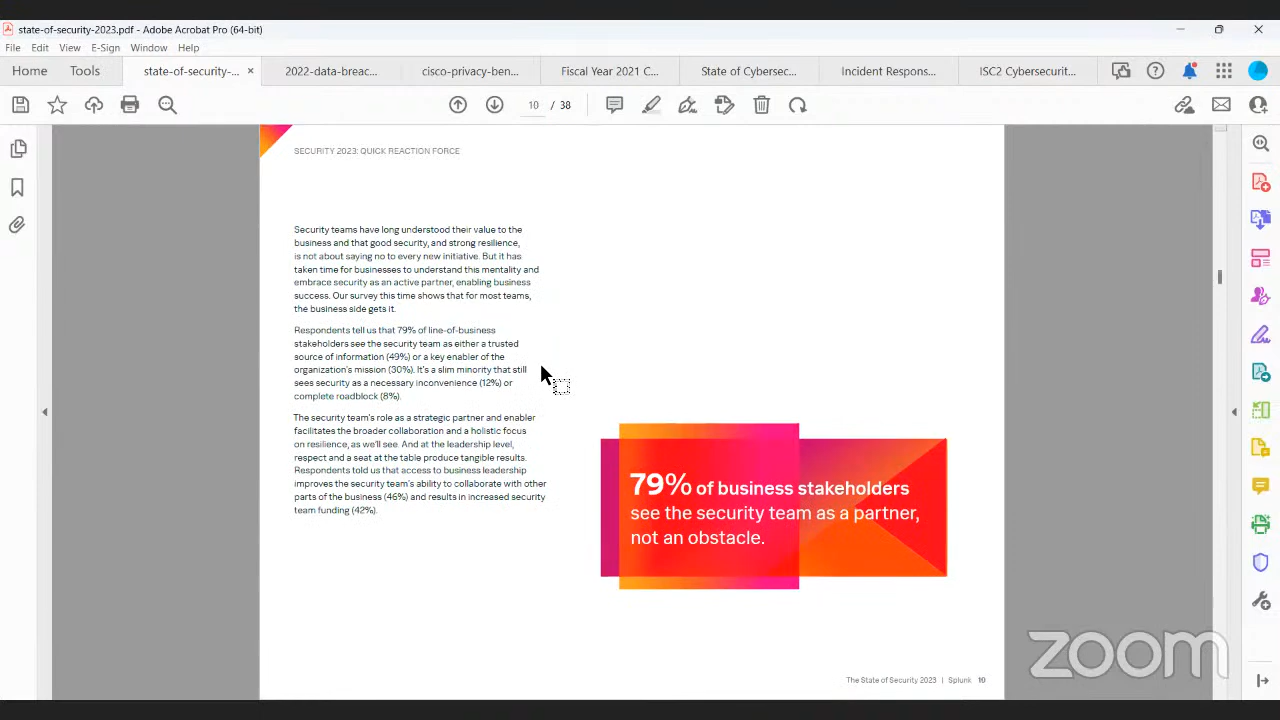 state-of-security-2023.pdf - Adobe Acrobat Pro (64-bit)
File Edit View E-Sign Window Help
Home Tools state-of-security-... × 2022-data-breac... cisco-privacy-ben... Fiscal Year 2021 C... State of Cybersec... Incident Respons... ISC2 Cybersecurit...
10 / 38
SECURITY 2023: QUICK REACTION FORCE
Security teams have long understood their value to the
business and that good security, and strong resilience,
is not about saying no to every new initiative. But it has
taken time for businesses to understand this mentality and
embrace security as an active partner, enabling business
success. Our survey this time shows that for most teams,
the business side gets it.
Respondents tell us that 79% of line-of-business
stakeholders see the security team as either a trusted
source of information (49%) or a key enabler of the
organization's mission (30%). It's a slim minority that still
sees security as a necessary inconvenience (12%) or
complete roadblock (8%).
The security team's role as a strategic partner and enabler
facilitates the broader collaboration and a holistic focus
on resilience, as we'll see. And at the leadership level,
respect and a seat at the table produce tangible results.
Respondents told us that access to business leadership
improves the security team's ability to collaborate with other
parts of the business (46%) and results in increased security
team funding (42%).
79% of business stakeholders
see the security team as a partner,
not an obstacle.
The State of Security 2023 | Splunk
zoom